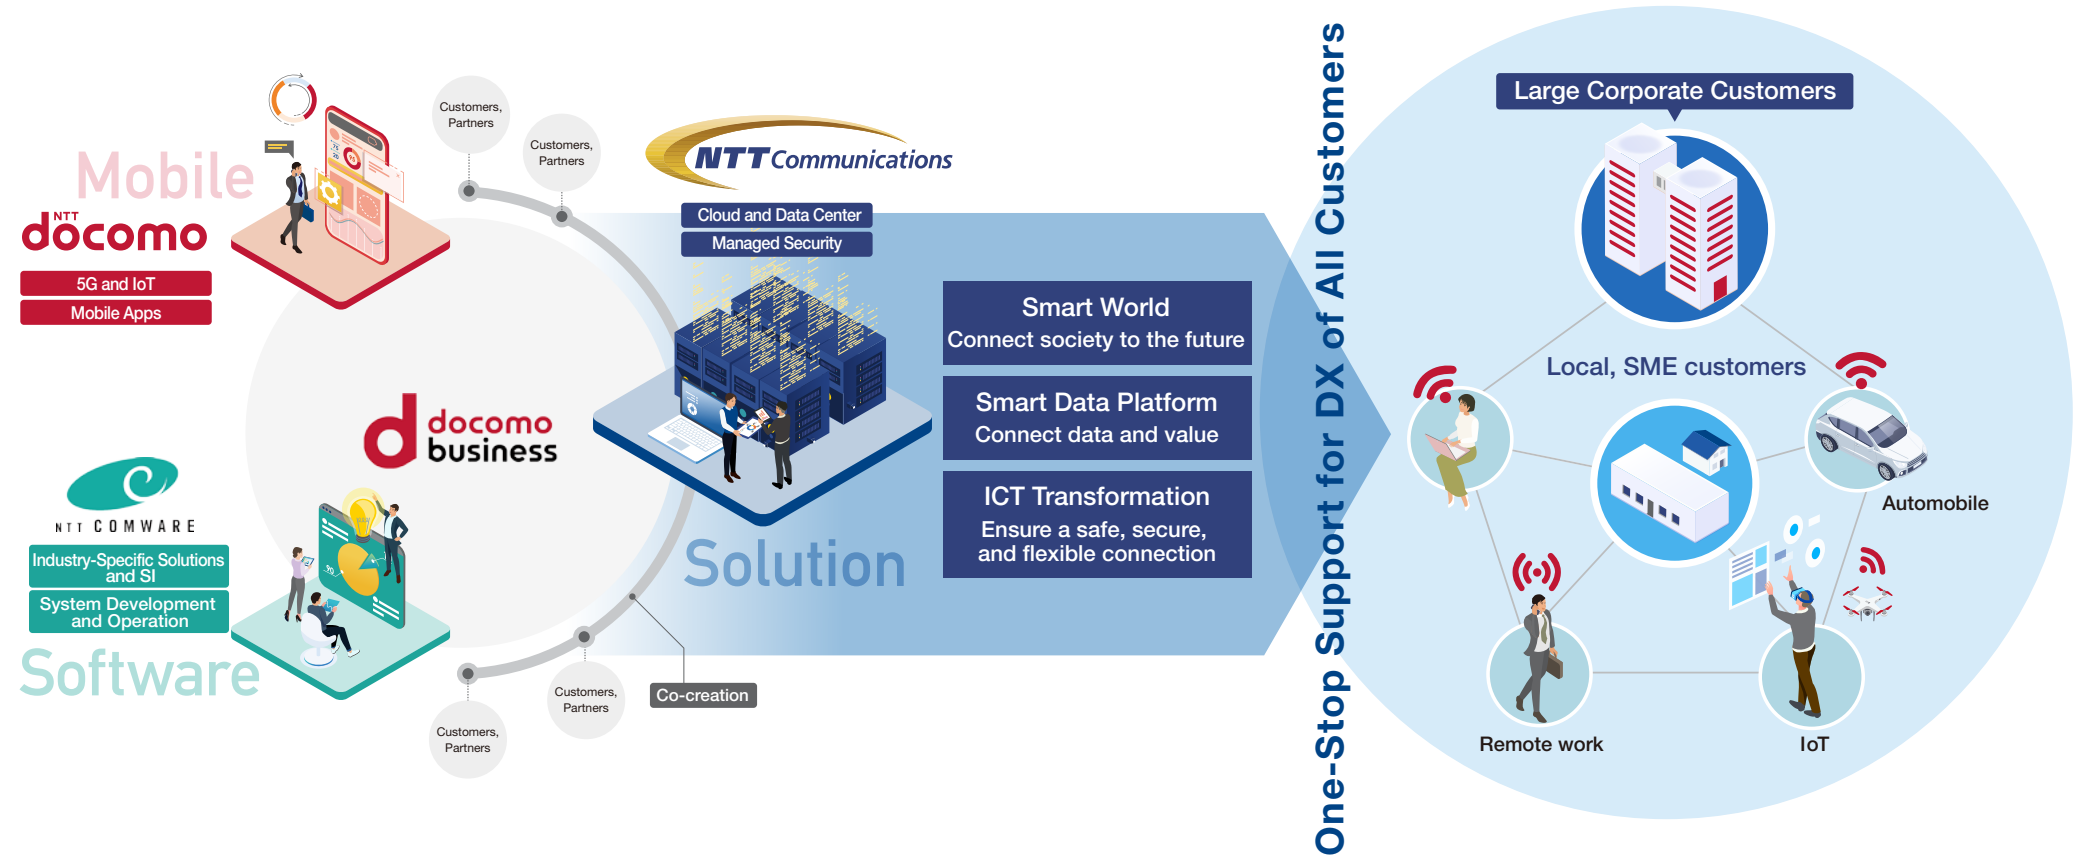 Mobile
NTT
docomo
5G and IoT
Mobile Apps
Customers,
Partners
Customers,
Partners
NTT Communications
Cloud and Data Center
Managed Security
docomo
business
NTT COMWARE
Industry-Specific Solutions
and SI
System Development
and Operation
Software
Solution
Customers,
Partners
Customers,
Partners
Co-creation
Smart World
Connect society to the future
Smart Data Platform
Connect data and value
ICT Transformation
Ensure a safe, secure,
and flexible connection
One-Stop Support for DX of All Customers
Large Corporate Customers
Local, SME customers
Automobile
Remote work
IoT